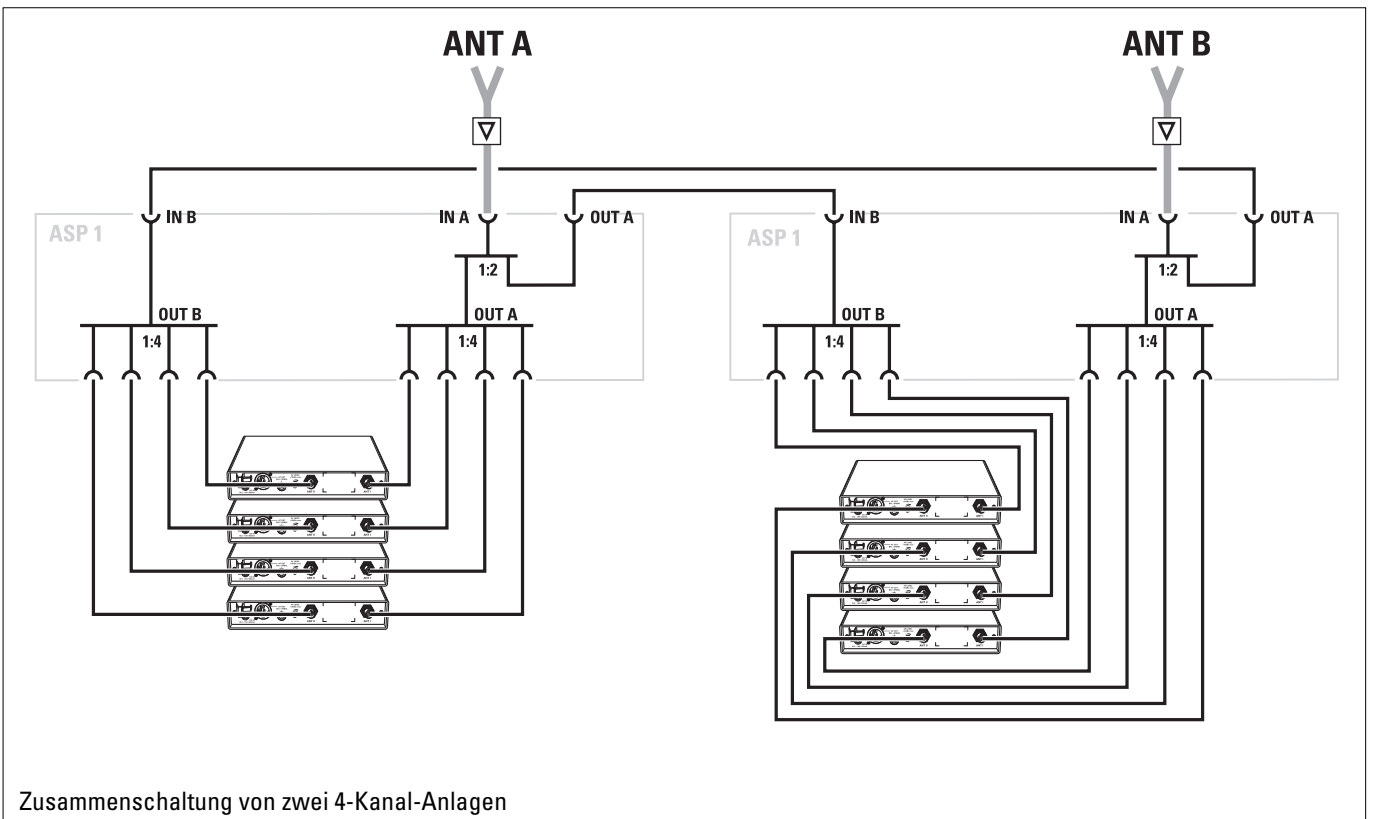 ANT A
ANT B
IN B
IN A
OUT A
IN B
IN A
OUT A
ASP 1
ASP 1
1:2
1:2
OUT B
OUT A
OUT B
OUT A
1:4
1:4
1:4
1:4
Zusammenschaltung von zwei 4-Kanal-Anlagen